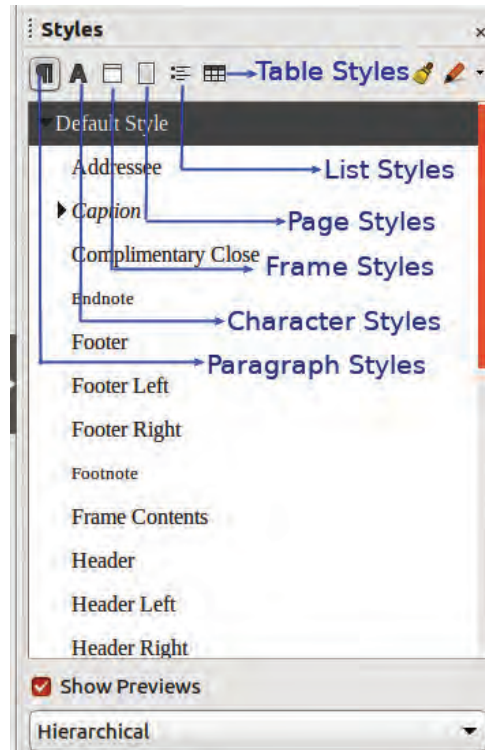 Styles
Table Styles
Default Style
Addressee
List Styles
Caption
Page Styles
Complimentary Close
Frame Styles
Endnote
Character Styles
Footer
Paragraph Styles
Footer Left
Footer Right
Footnote
Frame Contents
Header
Header Left
Header Right
Show Previews
Hierarchical